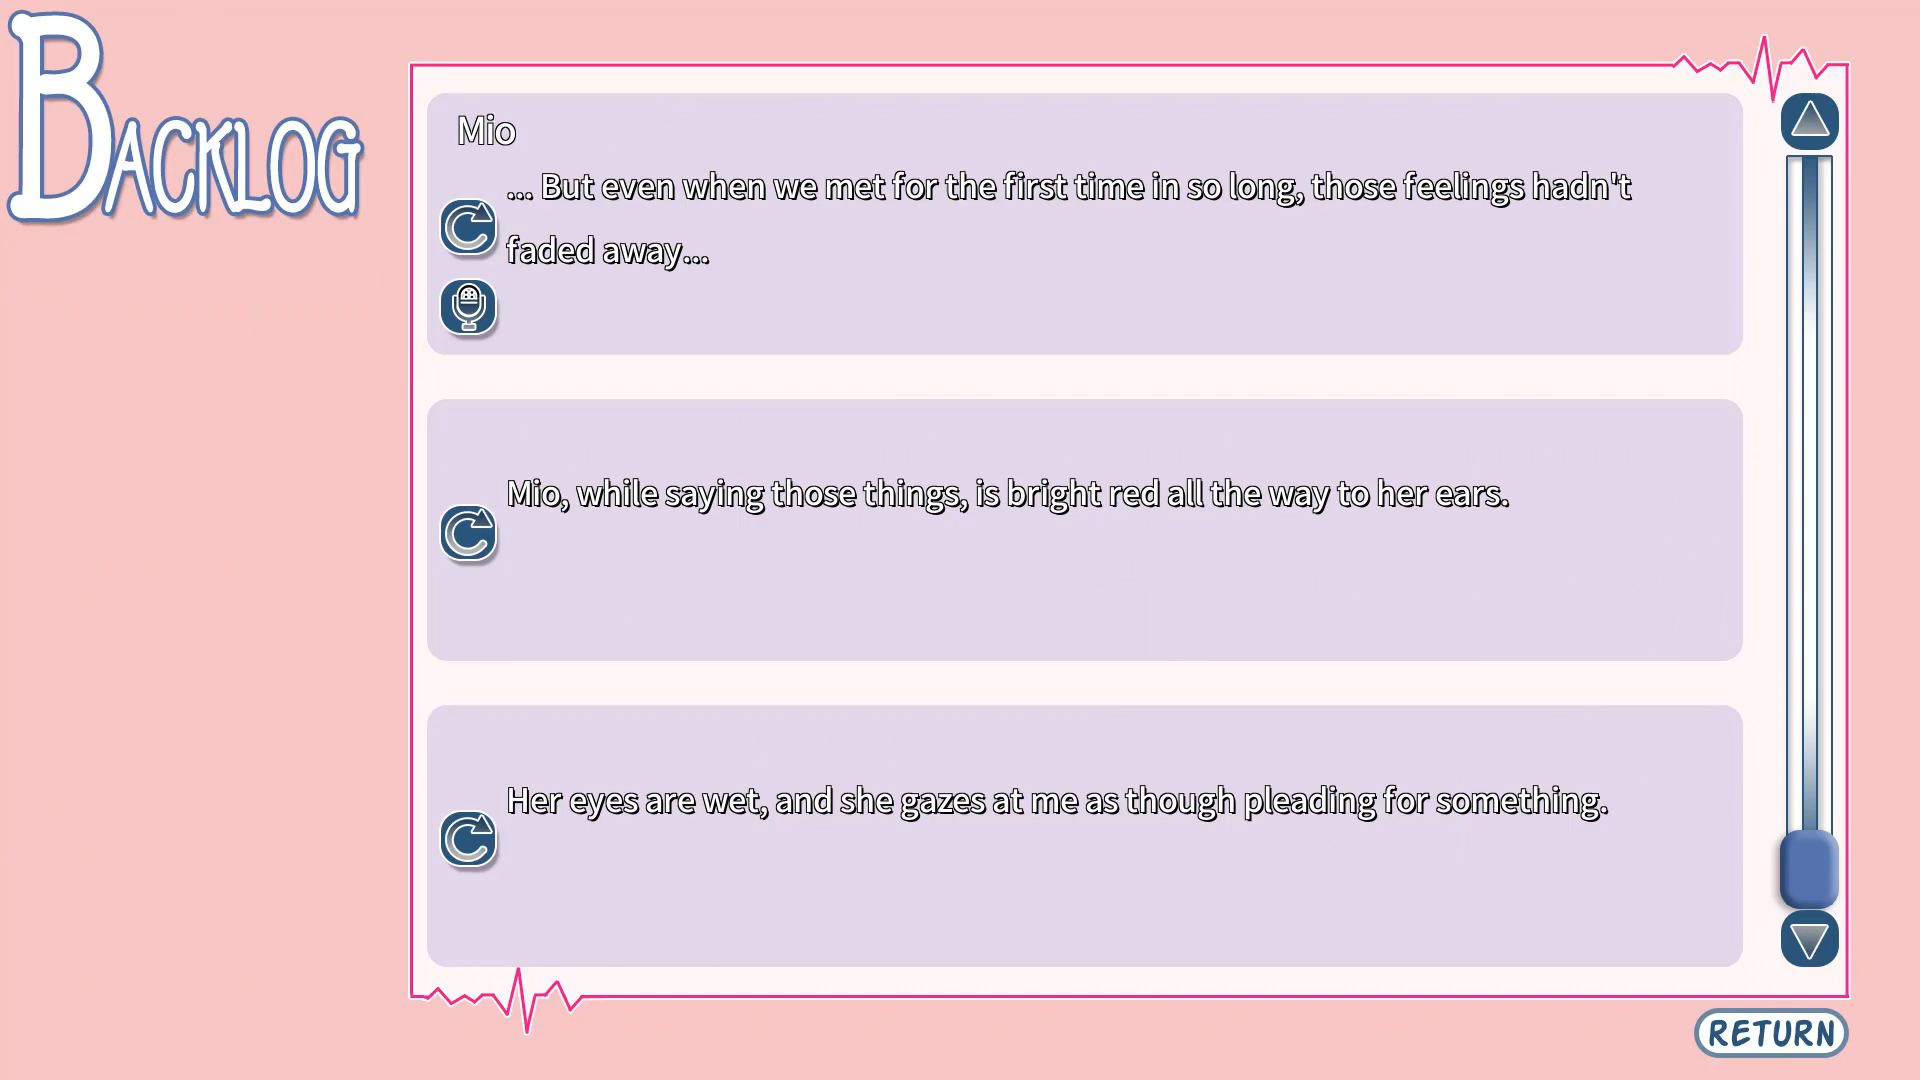 BACKLOG
Mio
... But even when we met for the first time in so long, those feelings hadn't
faded away...
Mio, while saying those things, is bright red all the way to her ears.
Her eyes are wet, and she gazes at me as though pleading for something.
RETURN